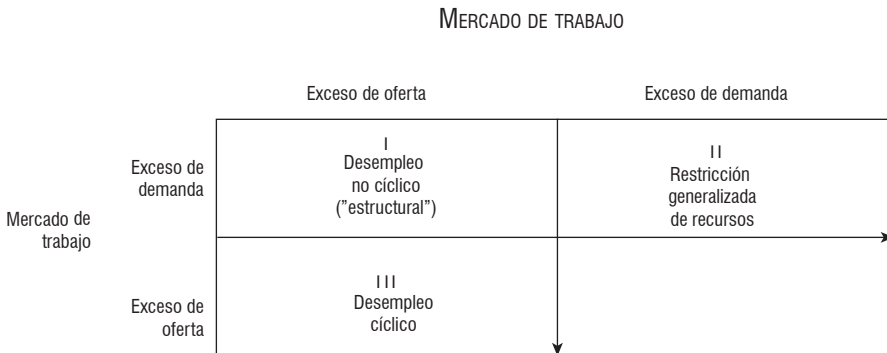 MERCADO DE TRABAJO
Exceso de oferta
Exceso de demanda
Exceso de
demanda
I
Desempleo
no cíclico
("estructural")
II
Restricción
generalizada
de recursos
Mercado de
trabajo
Exceso de
oferta
III
Desempleo
cíclico